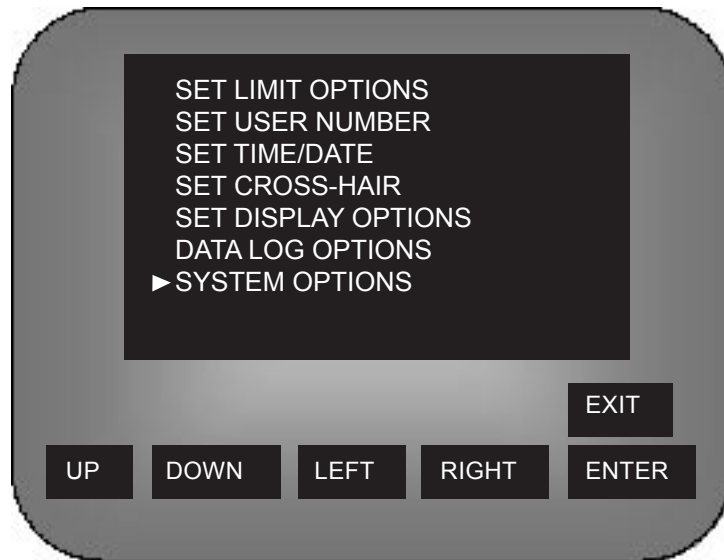 SET LIMIT OPTIONS
SET USER NUMBER
SET TIME/DATE
SET CROSS-HAIR
SET DISPLAY OPTIONS
DATA LOG OPTIONS
►SYSTEM OPTIONS
EXIT
UP DOWN LEFT RIGHT ENTER